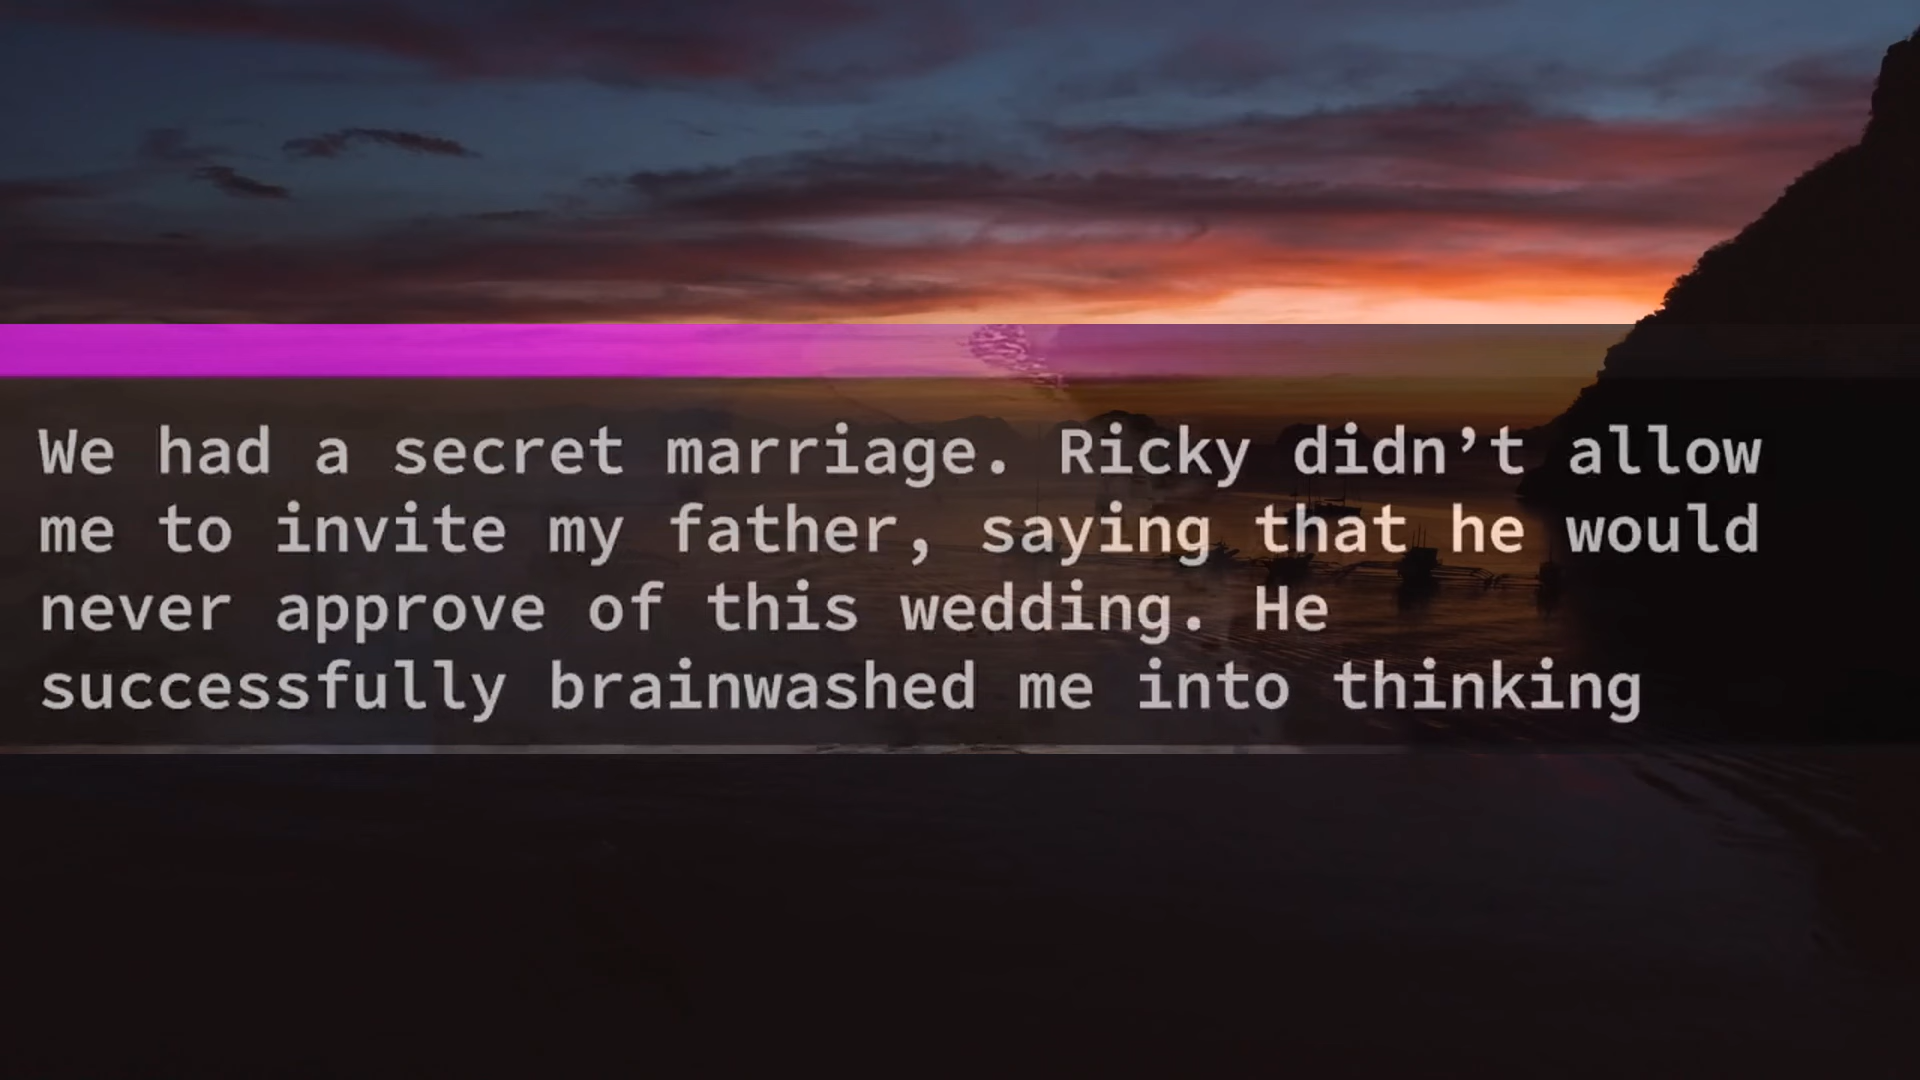 We had a secret marriage. Ricky didn’t allow
me to invite my father, saying that he would
never approve of this wedding. He
successfully brainwashed me into thinking